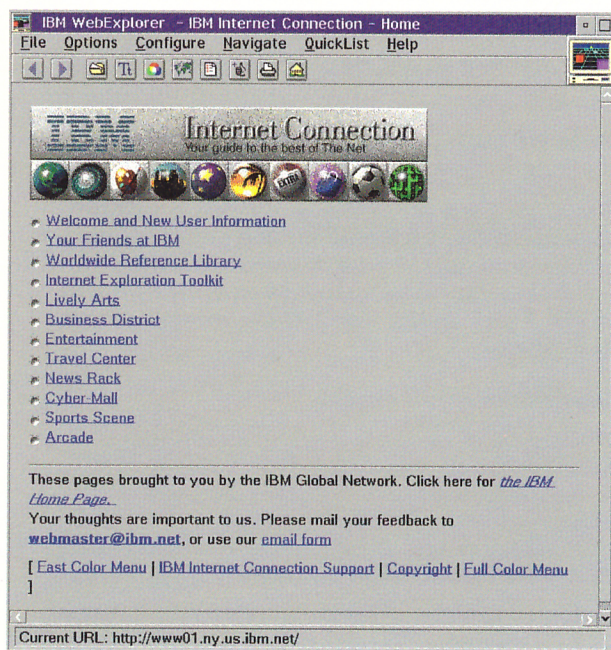 IBM WebExplorer - IBM Internet Connection - Home
File Options Configure Navigate QuickList Help
Tt
IBM Internet Connection
Your guide to the best of The Net
EXTRA
Welcome and New User Information
Your Friends at IBM
Worldwide Reference Library
Internet Exploration Toolkit
Lively Arts
Business District
Entertainment
Travel Center
News Rack
Cyber-Mall
Sports Scene
Arcade
These pages brought to you by the IBM Global Network. Click here for the IBM
Home Page.
Your thoughts are important to us. Please mail your feedback to
webmaster@ibm.net, or use our email form
[ Fast Color Menu | IBM Internet Connection Support | Copyright | Full Color Menu
]
Current URL: http://www01.ny.us.ibm.net/